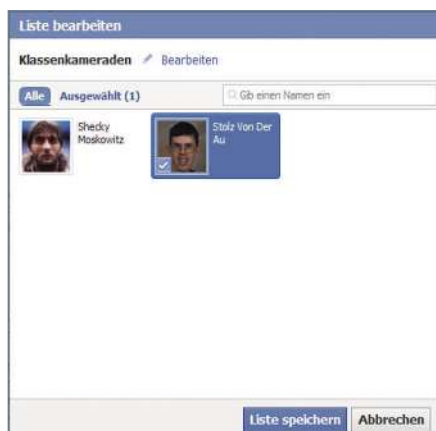 Liste bearbeiten
Klassenkameraden Bearbeiten
Alle Ausgewählt (1) Gib einen Namen ein
Shecky
Moskowitz
Stolz Von Der
Au
Liste speichern Abbrechen